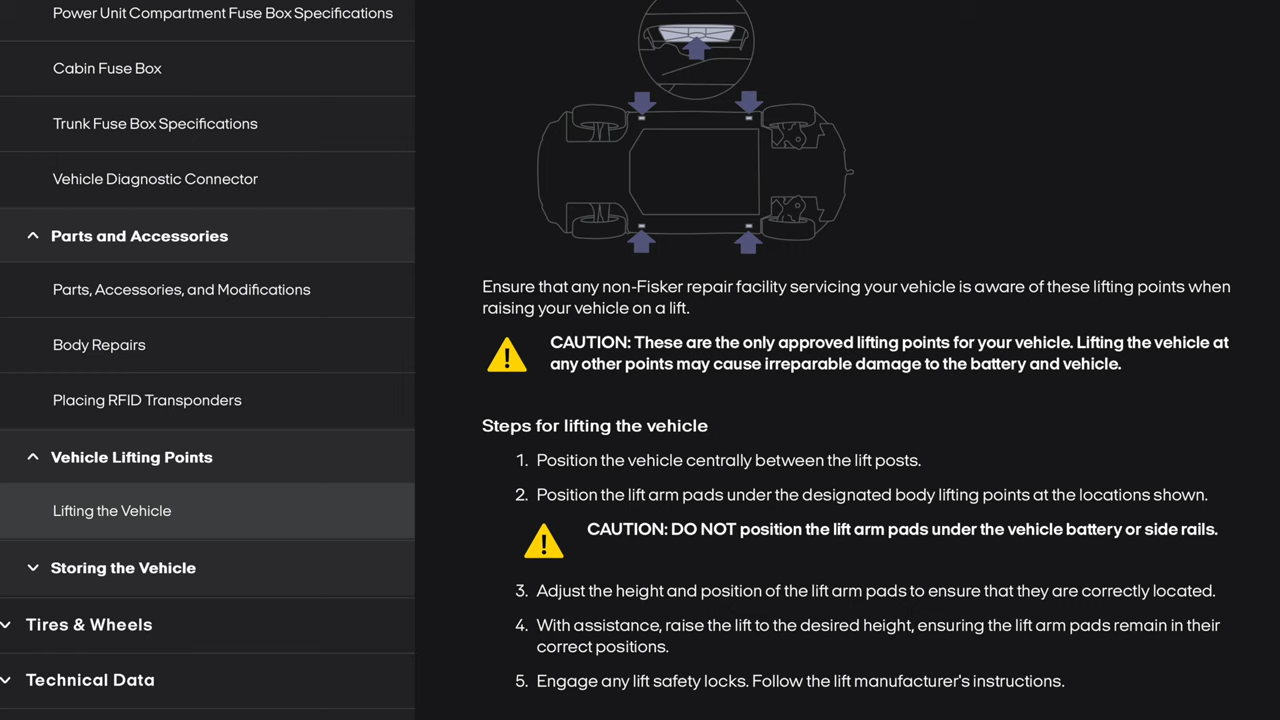 Power Unit Compartment Fuse Box Specifications
Cabin Fuse Box
Trunk Fuse Box Specifications
Vehicle Diagnostic Connector
Parts and Accessories
Parts, Accessories, and Modifications
Body Repairs
Placing RFID Transponders
Vehicle Lifting Points
Lifting the Vehicle
Storing the Vehicle
Tires & Wheels
Technical Data
Ensure that any non-Fisker repair facility servicing your vehicle is aware of these lifting points when
raising your vehicle on a lift.
CAUTION: These are the only approved lifting points for your vehicle. Lifting the vehicle at
any other points may cause irreparable damage to the battery and vehicle.
Steps for lifting the vehicle
1. Position the vehicle centrally between the lift posts.
2. Position the lift arm pads under the designated body lifting points at the locations shown.
CAUTION: DO NOT position the lift arm pads under the vehicle battery or side rails.
3. Adjust the height and position of the lift arm pads to ensure that they are correctly located.
4. With assistance, raise the lift to the desired height, ensuring the lift arm pads remain in their
correct positions.
5. Engage any lift safety locks. Follow the lift manufacturer's instructions.